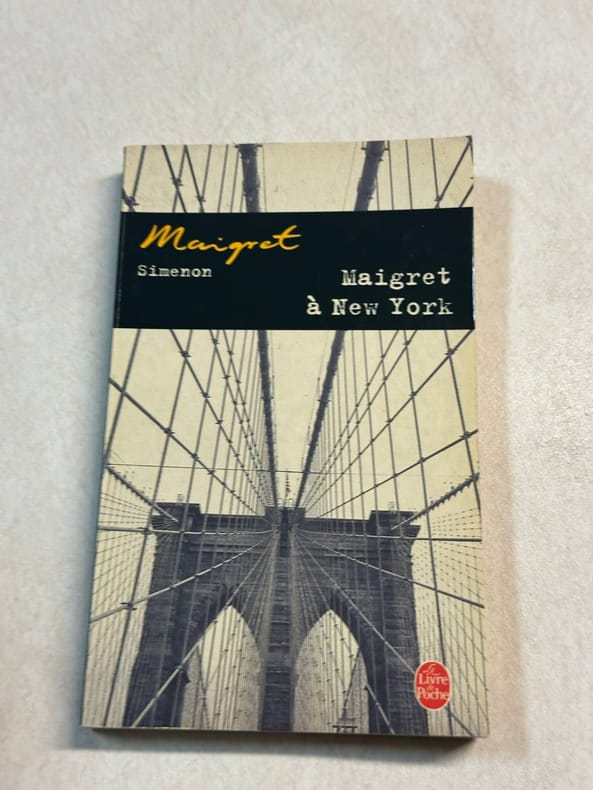 Maigret
Simenon
Maigret
à New York
Le
Livre
de
Poche